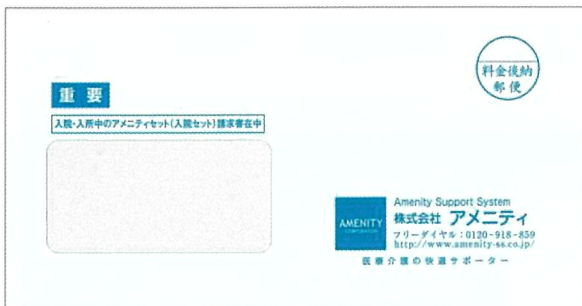 料金後納
郵便
重要
入院・入所中のアメニティセット(入院セット)請求書在中
AMENITY
CORPORATION
Amenity Support System
株式会社 アメニティ
フリーダイヤル:0120-918-859
http://www.amenity-ss.co.jp/
医療介護の快適サポーター